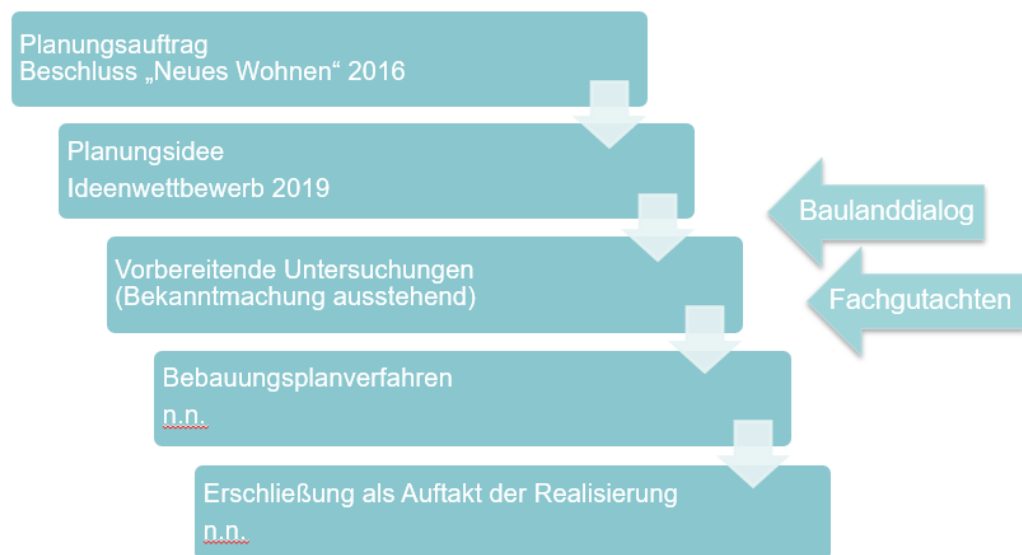 Planungsauftrag
Beschluss „Neues Wohnen“ 2016
Planungsidee
Ideenwettbewerb 2019
Baulanddialog
Vorbereitende Untersuchungen
(Bekanntmachung ausstehend)
Fachgutachten
Bebauungsplanverfahren
n.n.
Erschließung als Auftakt der Realisierung
n.n.